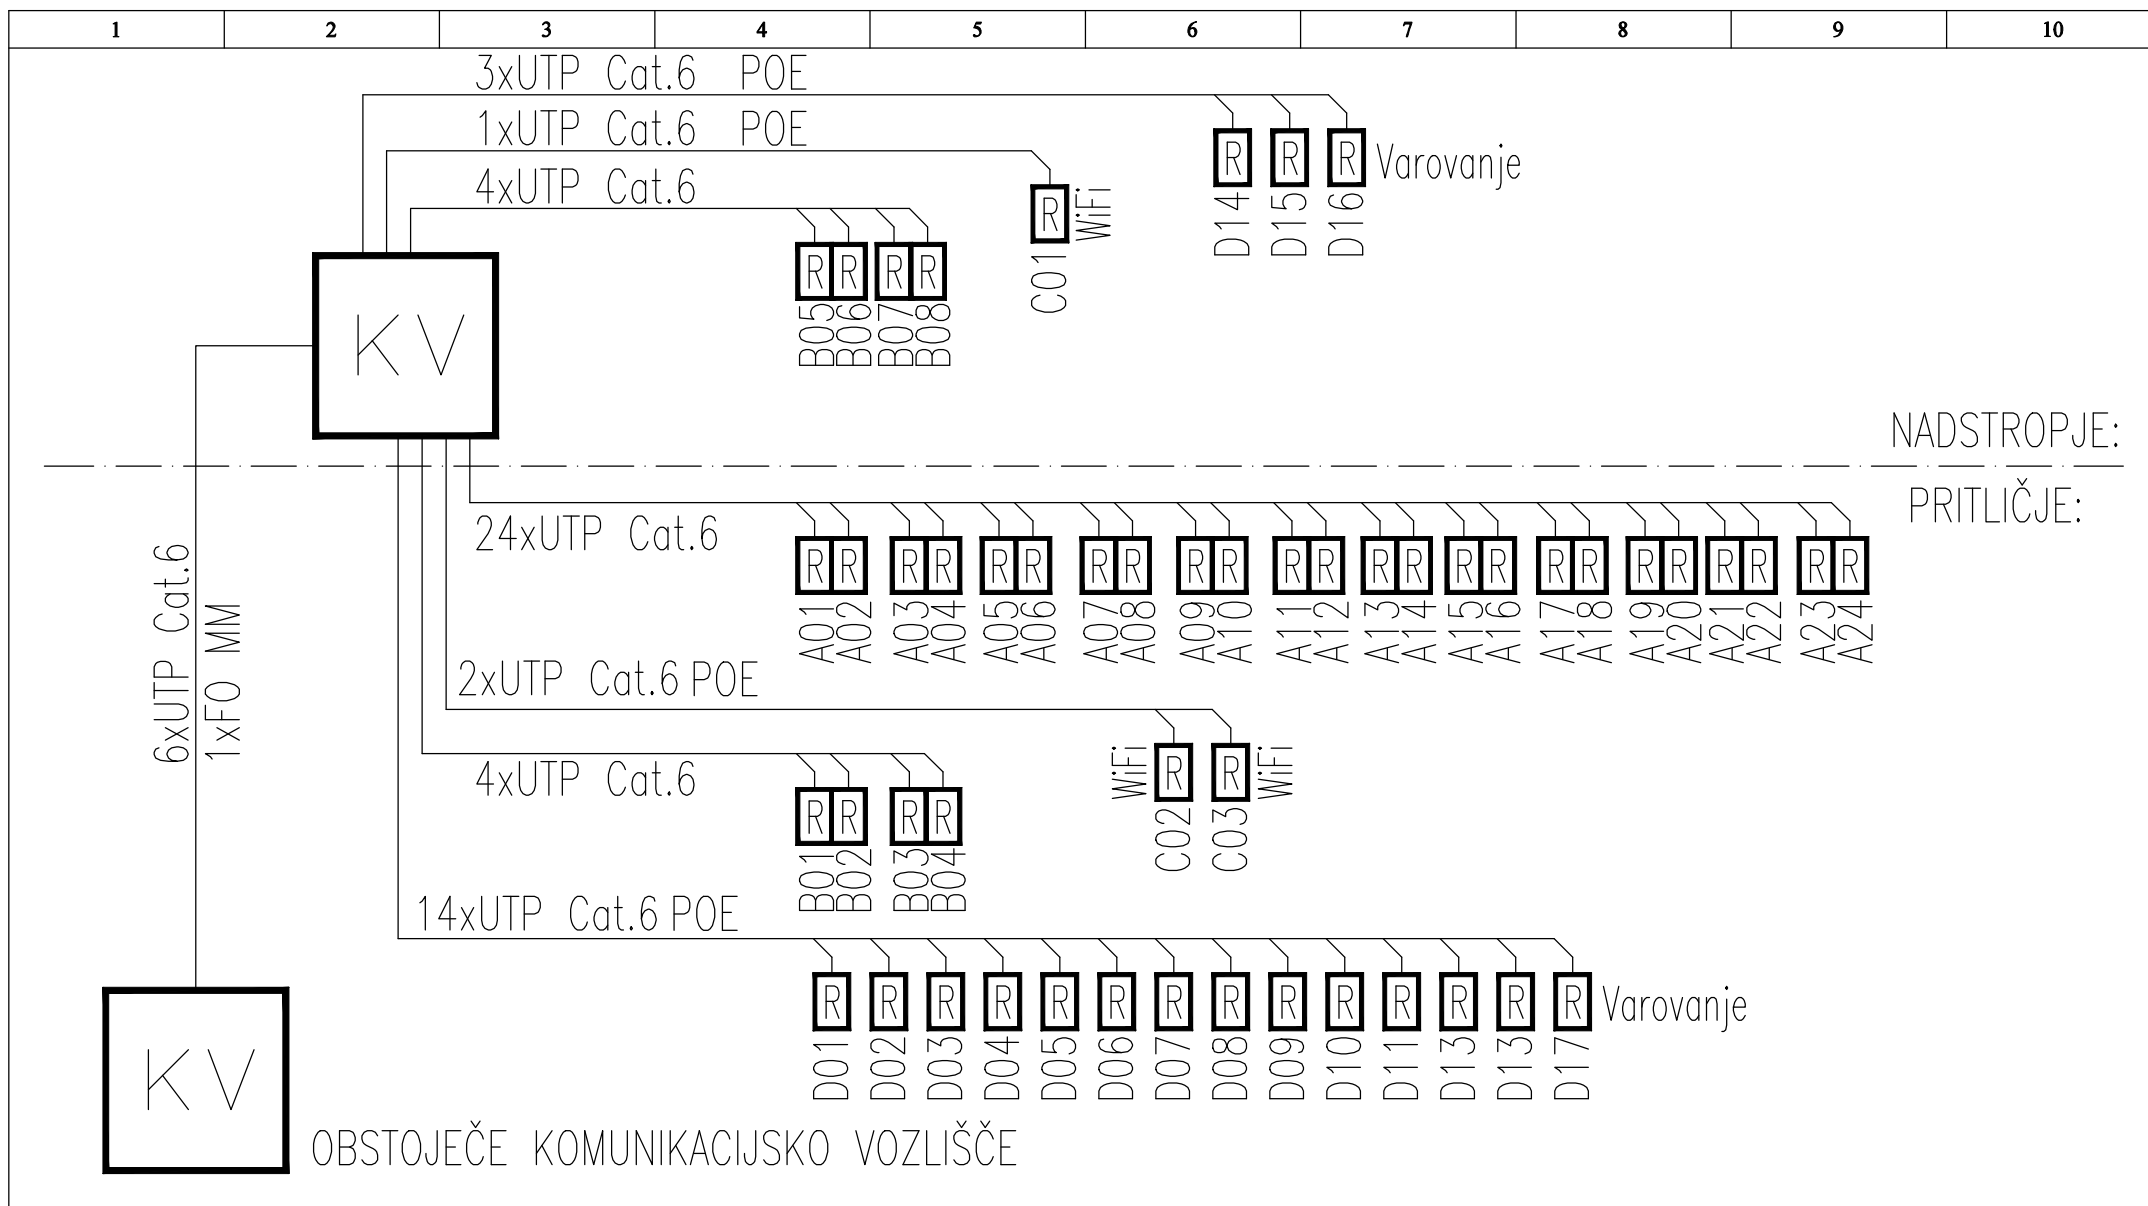 1 2 3 4 5 6 7 8 9 10
3xUTP Cat.6 POE
1xUTP Cat.6 POE
4xUTP Cat.6
R R R Varovanje
D14 D15 D16
R WiFi
C01
R R R R
B05 B06 B07 B08
KV
NADSTROPJE:
PRITLIČJE:
24xUTP Cat.6
R R R R R R R R R R R R R R R R R R R R R R R R
A01 A02 A03 A04 A05 A06 A07 A08 A09 A10 A11 A12 A13 A14 A15 A16 A17 A18 A19 A20 A21 A22 A23 A24
6xUTP Cat.6
1xFO MM
2xUTP Cat.6 POE
WiFi R R WiFi
C02 C03
4xUTP Cat.6
R R R R
B01 B02 B03 B04
14xUTP Cat.6 POE
R R R R R R R R R R R R R R Varovanje
D01 D02 D03 D04 D05 D06 D07 D08 D09 D10 D11 D13 D13 D17
KV
OBSTOJEČE KOMUNIKACIJSKO VOZLIŠČE